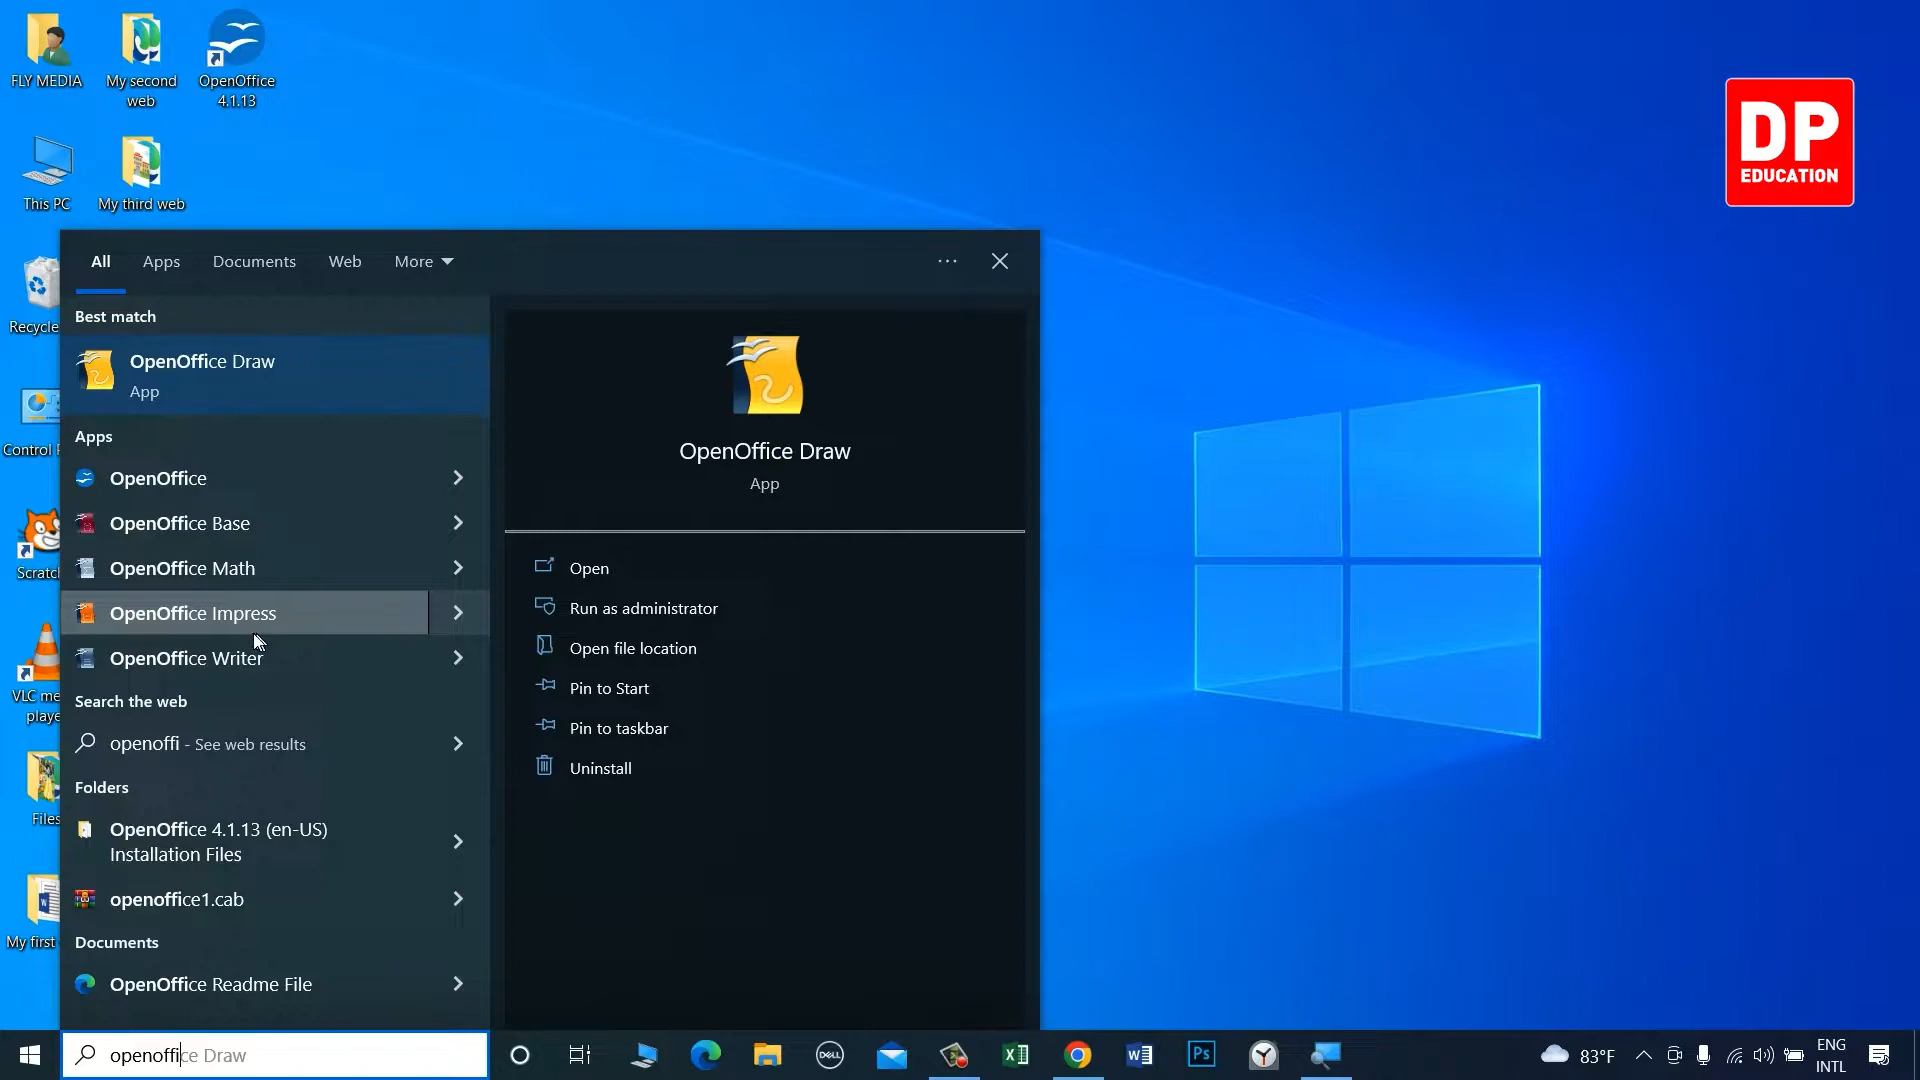 FLY MEDIA
My second
web
OpenOffice
4.1.13
DP
EDUCATION
This PC
My third web
Recycle
Control
Scratch
VLC me
playe
Files
My first
All
Apps
Documents
Web
More
Best match
OpenOffice Draw
App
Apps
OpenOffice
OpenOffice Base
OpenOffice Math
OpenOffice Impress
OpenOffice Writer
Search the web
openoffi - See web results
Folders
OpenOffice 4.1.13 (en-US)
Installation Files
openoffice1.cab
Documents
OpenOffice Readme File
OpenOffice Draw
App
Open
Run as administrator
Open file location
Pin to Start
Pin to taskbar
Uninstall
openoffice Draw
DELL
Ps
83°F
ENG
INTL